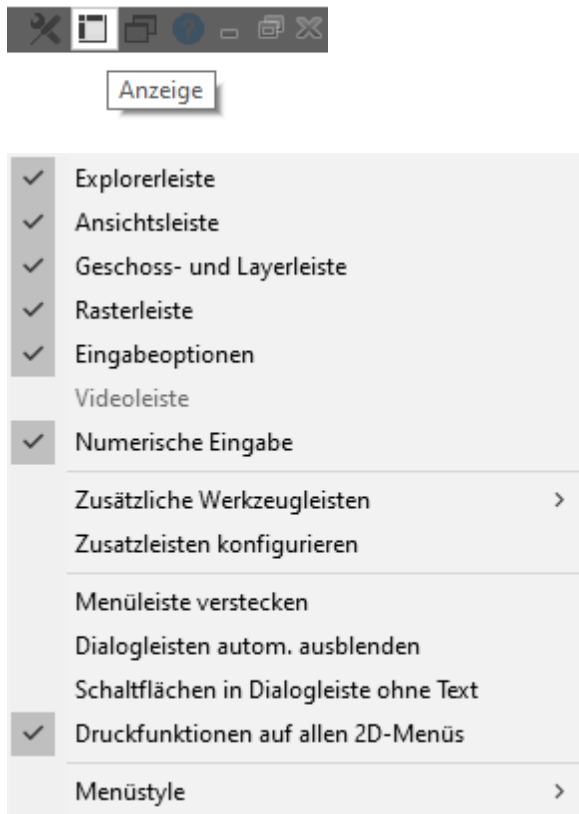 Anzeige
Explorerleiste
Ansichtsleiste
Geschoss- und Layerleiste
Rasterleiste
Eingabeoptionen
Videoleiste
Numerische Eingabe
Zusätzliche Werkzeugleisten
Zusatzleisten konfigurieren
Menüleiste verstecken
Dialogleisten autom. ausblenden
Schaltflächen in Dialogleiste ohne Text
Druckfunktionen auf allen 2D-Menüs
Menüstyle